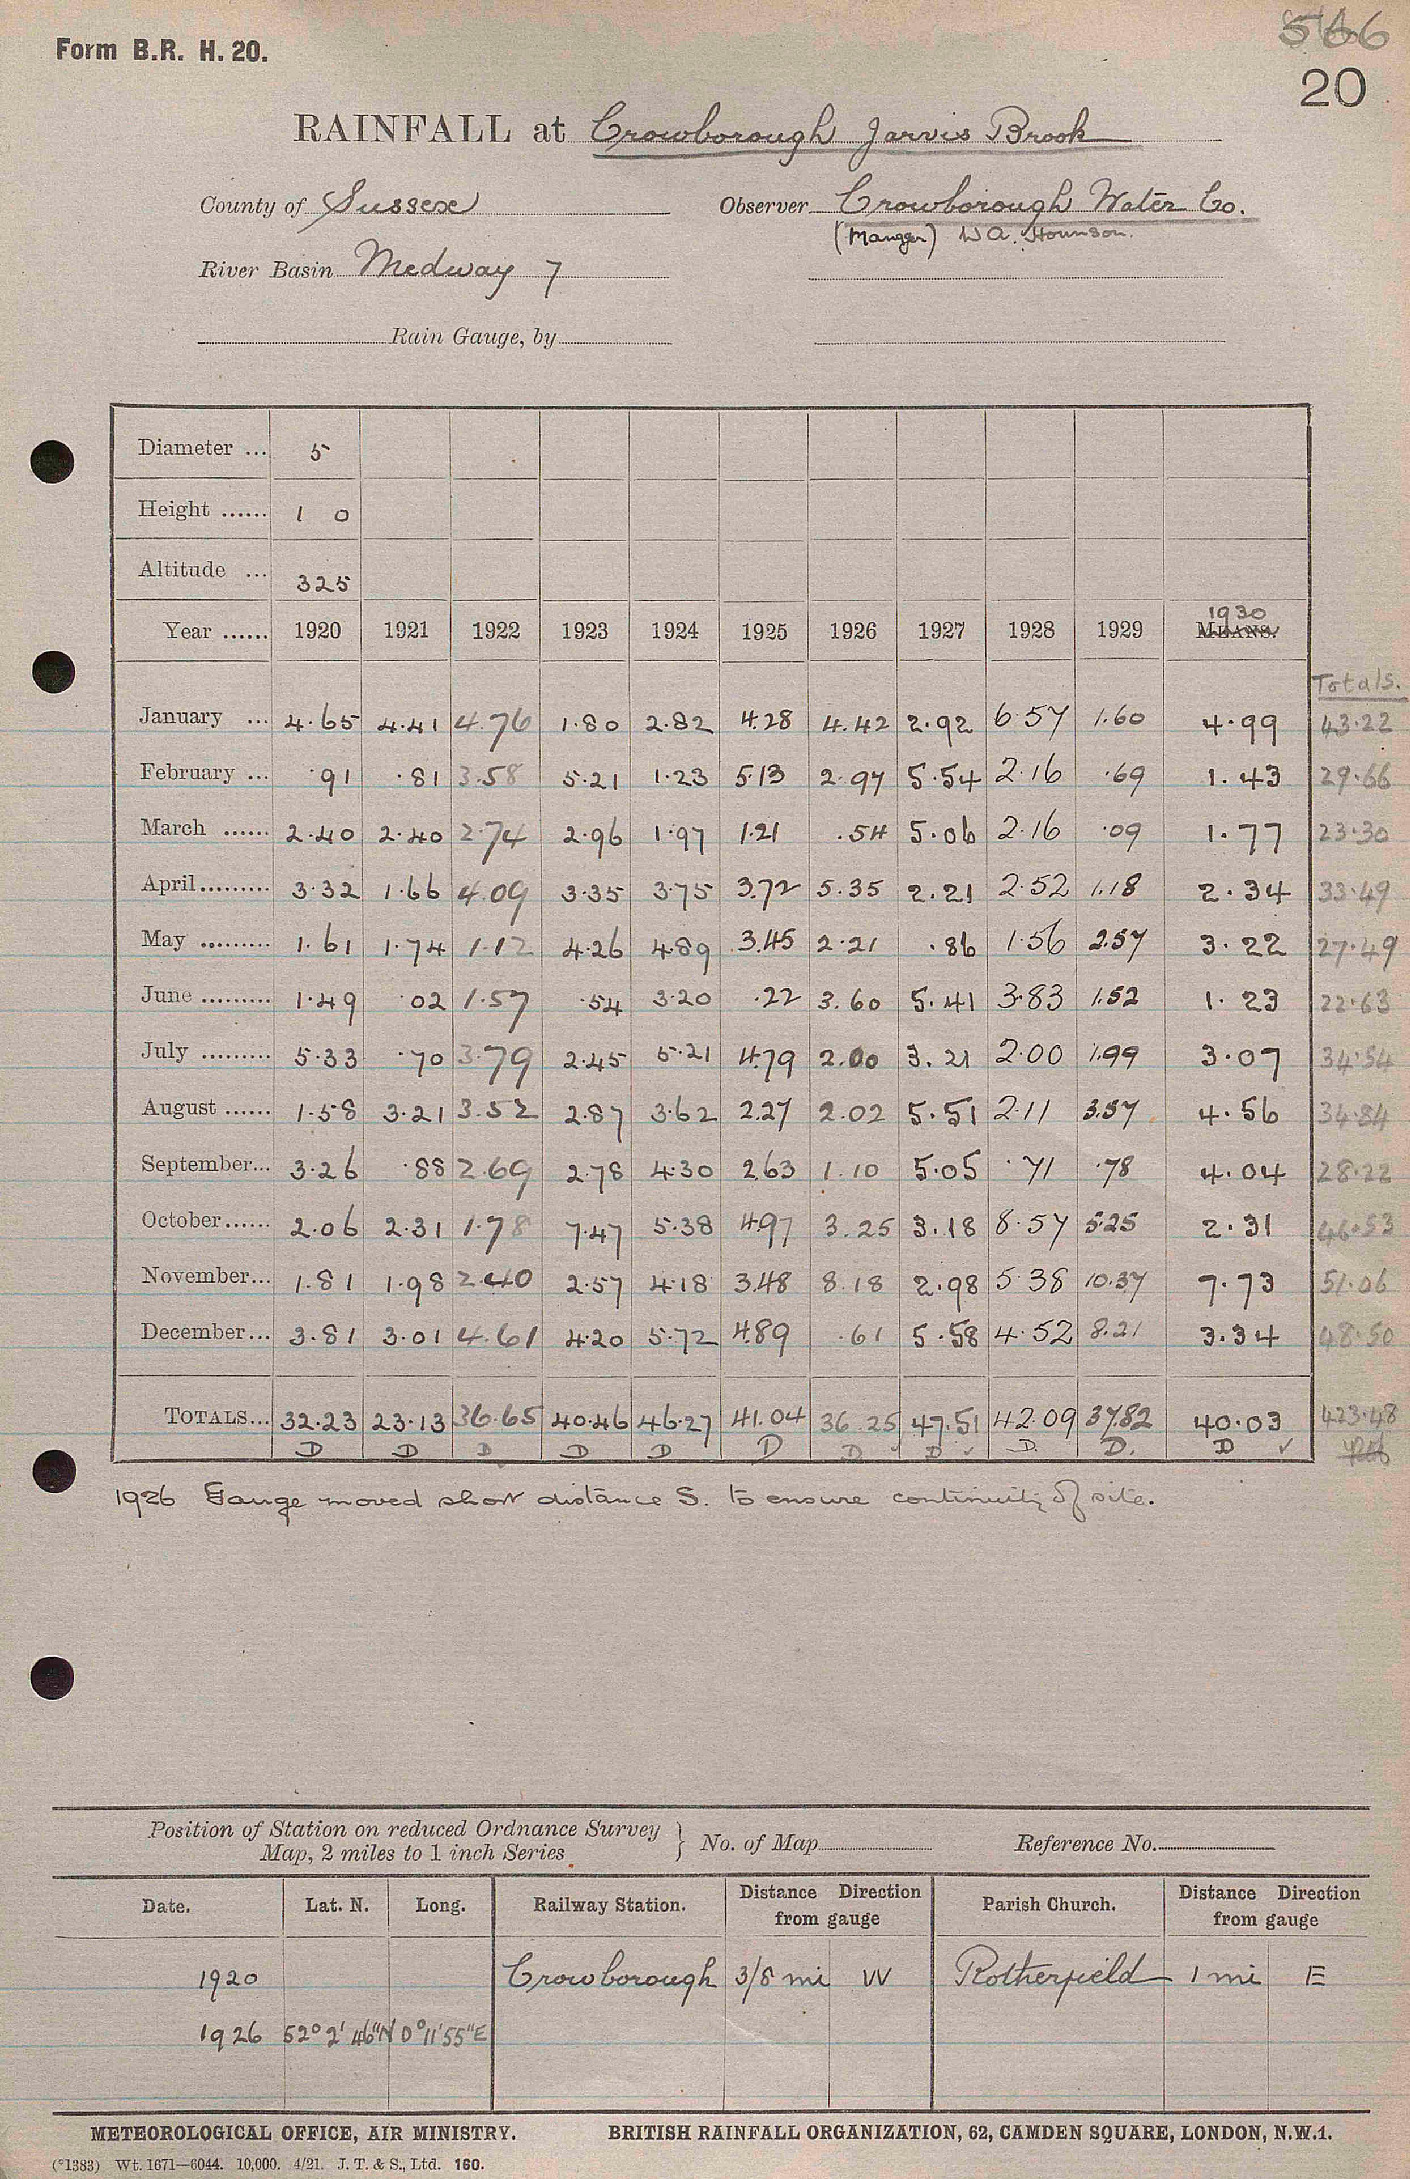 Form B.R. H. 20.
20
RAINFALL at Crowborough Jarvis Brook
County of Sussex Observer Crowborough Water Co.
(Manager) W A. Hounson.
River Basin Medway 7
Rain Gauge, by
Diameter ... 5
Height ...... 1 0
Altitude ... 325
1930
Year ...... 1920 1921 1922 1923 1924 1925 1926 1927 1928 1929 MEANS.
Totals.
January ... 4.65 4.41 4.76 1.80 2.82 4.28 4.42 2.92 6.57 1.60 4.99 43.22
February ... .91 .81 3.58 5.21 1.23 5.13 2.97 5.54 2.16 .69 1.43 29.66
March ...... 2.40 2.40 2.74 2.96 1.97 1.21 .54 5.06 2.16 .09 1.77 23.30
April ......... 3.32 1.66 4.09 3.35 3.75 3.72 5.35 2.21 2.52 1.18 2.34 33.49
May ......... 1.61 1.74 1.12 4.26 4.89 3.45 2.21 .86 1.56 2.57 3.22 27.49
June ......... 1.49 .02 1.57 .54 3.20 .22 3.60 5.41 3.83 1.52 1.23 22.63
July ......... 5.33 .70 3.79 2.45 5.21 4.79 2.00 3.21 2.00 1.99 3.07 34.54
August ...... 1.58 3.21 3.52 2.87 3.62 2.27 2.02 5.51 2.11 3.57 4.56 34.84
September... 3.26 .88 2.69 2.78 4.30 2.63 1.10 5.05 .71 .78 4.04 28.22
October ...... 2.06 2.31 1.78 7.47 5.38 4.97 3.25 3.18 8.57 5.25 2.31 46.53
November... 1.81 1.98 2.40 2.57 4.18 3.48 8.18 2.98 5.38 10.37 7.73 51.06
December... 3.81 3.01 4.61 4.20 5.72 4.89 .61 5.58 4.52 8.21 3.34 48.50
TOTALS... 32.23 23.13 36.65 40.46 46.27 41.04 36.25 47.51 42.09 37.82 40.03 423.48
D D D D D D D ✓ D ✓ D. D. D ✓
1926 Gauge moved short distance S. to ensure continuity of site.
Position of Station on reduced Ordnance Survey
Map, 2 miles to 1 inch Series } No. of Map Reference No.
Date. Lat. N. Long. Railway Station. Distance Direction from gauge Parish Church. Distance Direction from gauge
1920 Crowborough 3/8 mi W Rotherfield 1 mi E
1926 52° 2' 46"N 0° 11' 55"E
METEOROLOGICAL OFFICE, AIR MINISTRY. BRITISH RAINFALL ORGANIZATION, 62, CAMDEN SQUARE, LONDON, N.W.1.
(*1383) Wt. 1671—6044. 10,000. 4/21. J. T. & S., Ltd. 160.